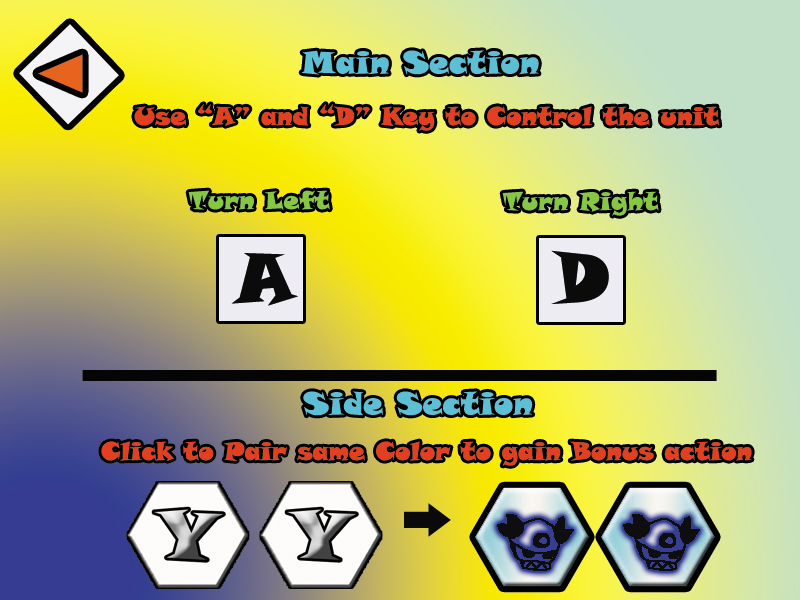 Main Section
Use “A” and “D” Key to Control the unit
Turn Left
Turn Right
A
D
Side Section
Click to Pair same Color to gain Bonus action
Y Y